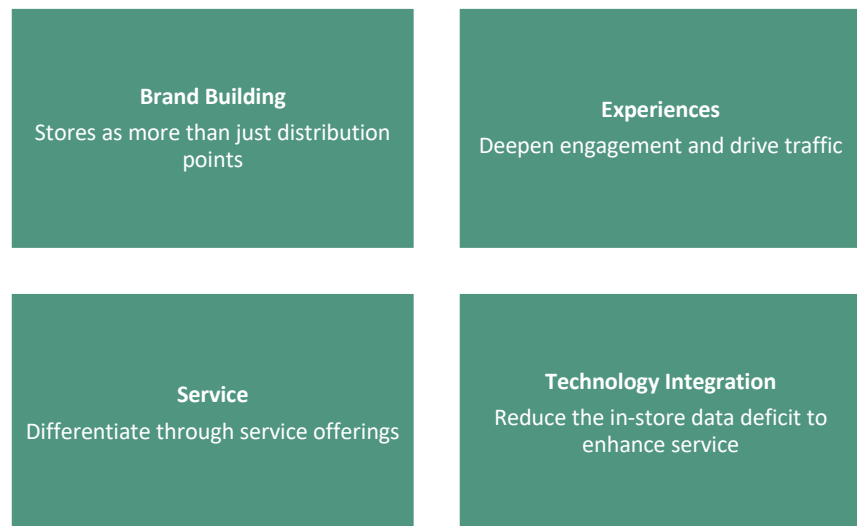 Brand Building
Stores as more than just distribution
points
Experiences
Deepen engagement and drive traffic
Service
Differentiate through service offerings
Technology Integration
Reduce the in-store data deficit to
enhance service